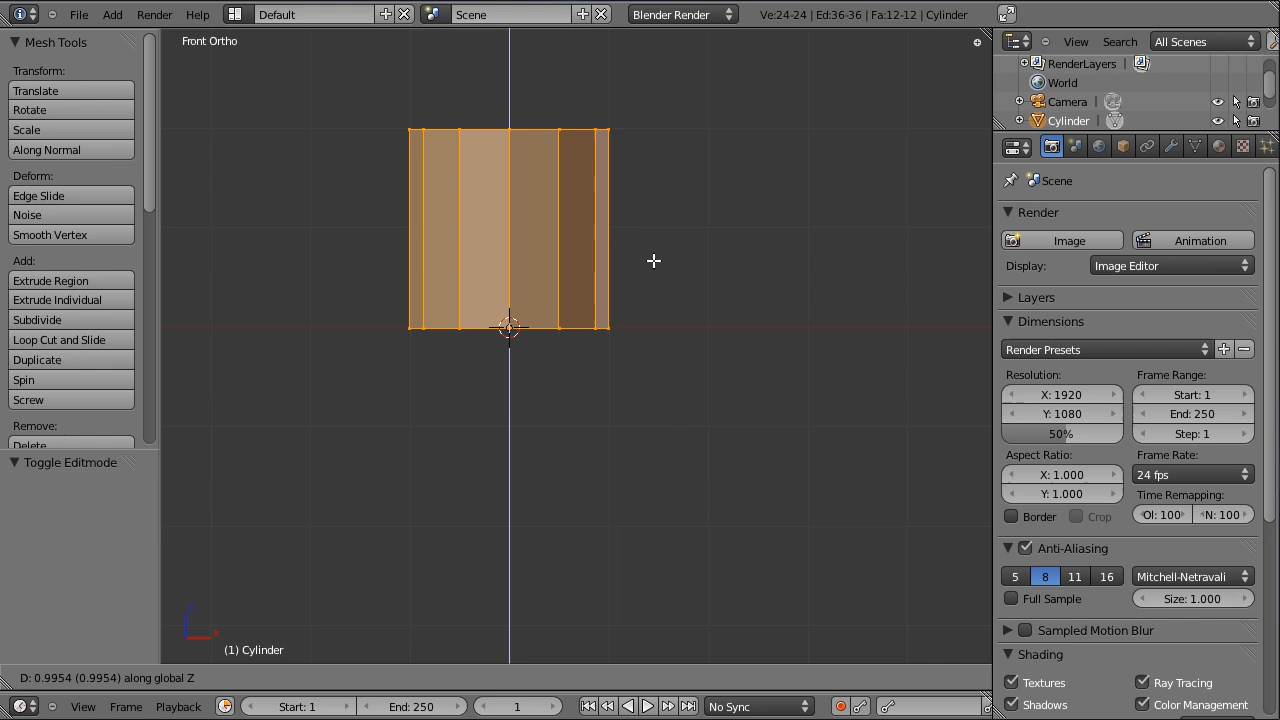 File Add Render Help Default Scene Blender Render Ve:24-24 | Ed:36-36 | Fa:12-12 | Cylinder
Mesh Tools
Transform:
Translate
Rotate
Scale
Along Normal
Deform:
Edge Slide
Noise
Smooth Vertex
Add:
Extrude Region
Extrude Individual
Subdivide
Loop Cut and Slide
Duplicate
Spin
Screw
Remove:
Delete
Toggle Editmode
Front Ortho
(1) Cylinder
D: 0.9954 (0.9954) along global Z
View Frame Playback Start: 1 End: 250 1 No Sync
View Search All Scenes
RenderLayers |
World
Camera |
Cylinder |
Scene
Render
Image Animation
Display: Image Editor
Layers
Dimensions
Render Presets
Resolution: Frame Range:
X: 1920 Start: 1
Y: 1080 End: 250
50% Step: 1
Aspect Ratio: Frame Rate:
X: 1.000 24 fps
Y: 1.000 Time Remapping:
Border Crop Ol: 100 N: 100
Anti-Aliasing
5 8 11 16 Mitchell-Netravali
Full Sample Size: 1.000
Sampled Motion Blur
Shading
Textures Ray Tracing
Shadows Color Management